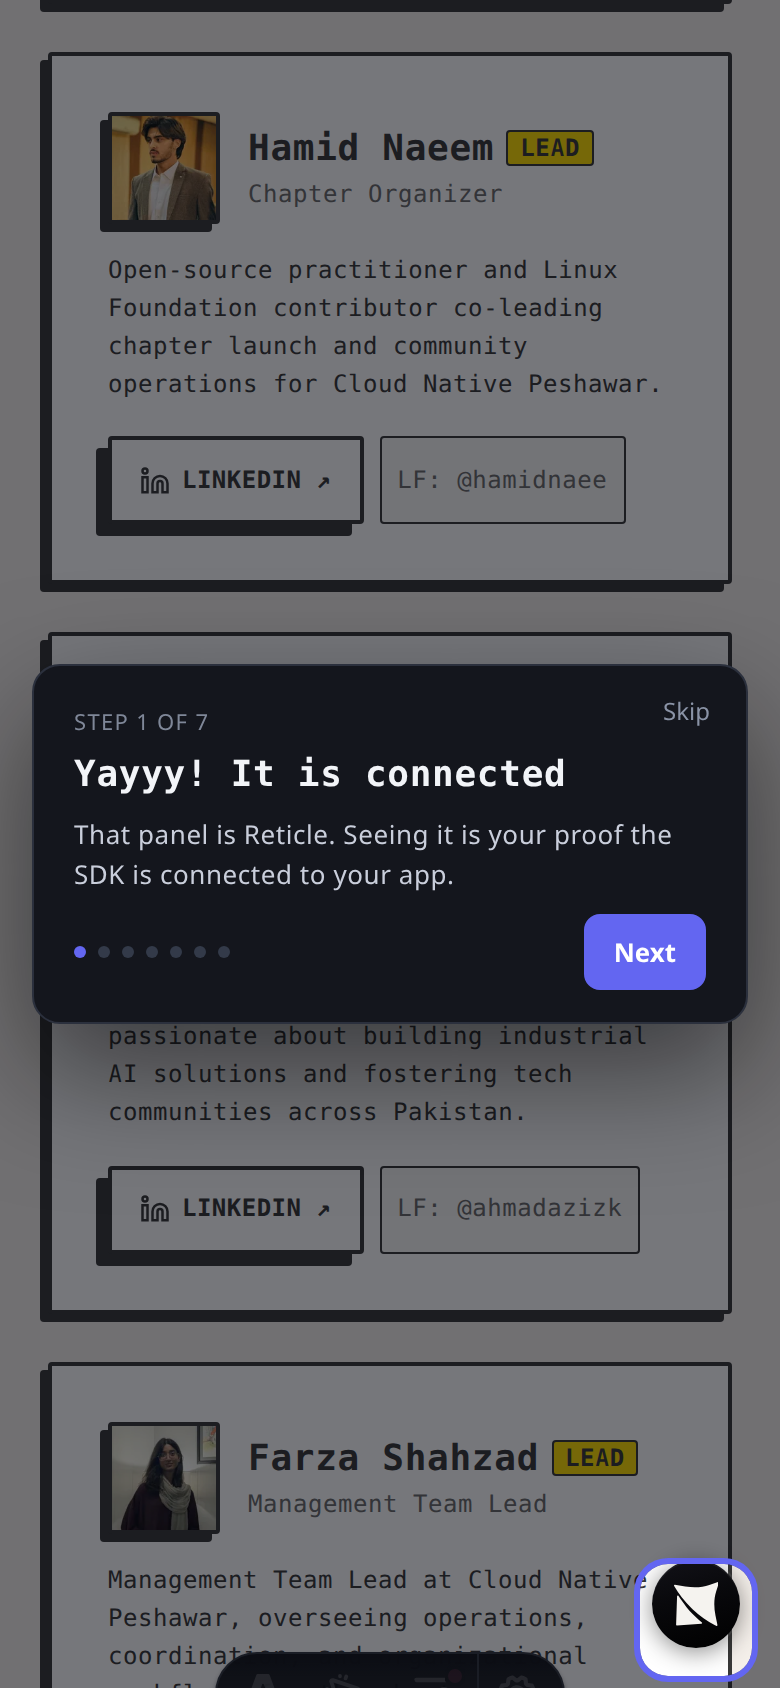 Hamid Naeem LEAD
Chapter Organizer
Open-source practitioner and Linux
Foundation contributor co-leading
chapter launch and community
operations for Cloud Native Peshawar.
LINKEDIN ↗ LF: @hamidnaee
STEP 1 OF 7
Skip
Yayyy! It is connected
That panel is Reticle. Seeing it is your proof the
SDK is connected to your app.
Next
passionate about building industrial
AI solutions and fostering tech
communities across Pakistan.
LINKEDIN ↗ LF: @ahmadazizk
Farza Shahzad LEAD
Management Team Lead
Management Team Lead at Cloud Native
Peshawar, overseeing operations,